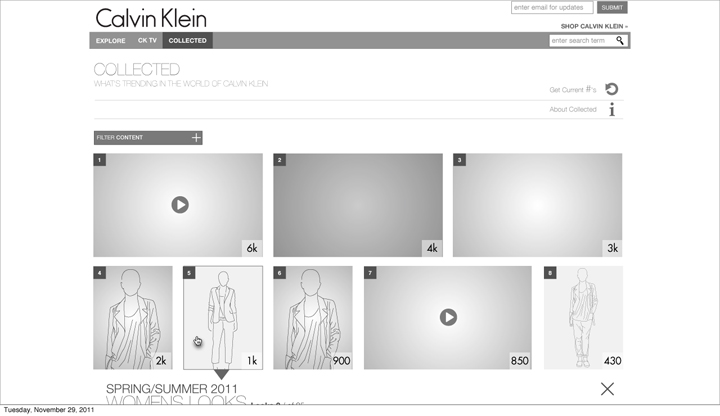 Calvin Klein
enter email for updates
SUBMIT
SHOP CALVIN KLEIN »
EXPLORE
CK TV
COLLECTED
enter search term
COLLECTED
WHAT'S TRENDING IN THE WORLD OF CALVIN KLEIN
Get Current #'s
About Collected
FILTER CONTENT
1
6k
2
4k
3
3k
4
2k
5
1k
6
900
7
850
8
430
SPRING/SUMMER 2011
WOMENS LOOKS
Tuesday, November 29, 2011